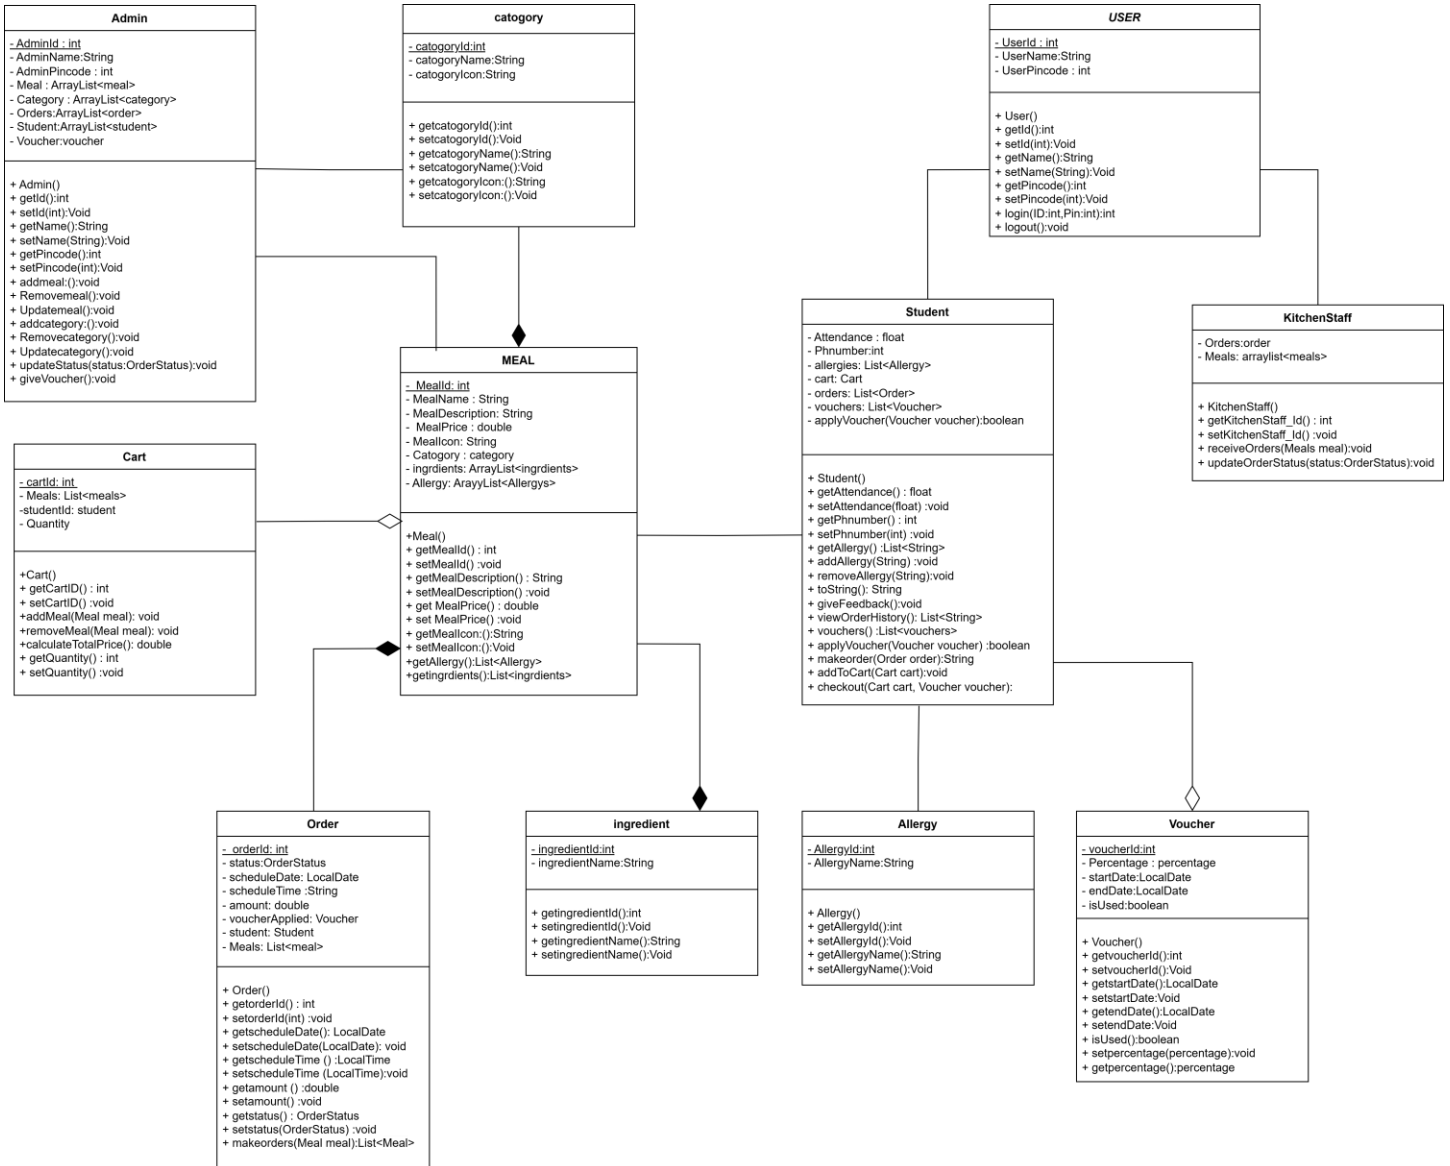 Admin
- AdminId : int
- AdminName:String
- AdminPincode : int
- Meal : ArrayList<meal>
- Category : ArrayList<category>
- Orders:ArrayList<order>
- Student:ArrayList<student>
- Voucher:voucher
+ Admin()
+ getId():int
+ setId(int):Void
+ getName():String
+ setName(String):Void
+ getPincode():int
+ setPincode(int):Void
+ addmeal:():void
+ Removemeal():void
+ Updatemeal():void
+ addcategory:():void
+ Removecategory():void
+ Updatecategory():void
+ updateStatus(status:OrderStatus):void
+ giveVoucher():void
catogory
- catogoryId:int
- catogoryName:String
- catogoryIcon:String
+ getcatogoryId():int
+ setcatogoryId():Void
+ getcatogoryName():String
+ setcatogoryName():Void
+ getcatogoryIcon:():String
+ setcatogoryIcon:():Void
USER
- UserId : int
- UserName:String
- UserPincode : int
+ User()
+ getId():int
+ setId(int):Void
+ getName():String
+ setName(String):Void
+ getPincode():int
+ setPincode(int):Void
+ login(ID:int,Pin:int):int
+ logout():void
Student
- Attendance : float
- Phnumber:int
- allergies: List<Allergy>
- cart: Cart
- orders: List<Order>
- vouchers: List<Voucher>
- applyVoucher(Voucher voucher):boolean
+ Student()
+ getAttendance() : float
+ setAttendance(float) :void
+ getPhnumber() : int
+ setPhnumber(int) :void
+ getAllergy() :List<String>
+ addAllergy(String) :void
+ removeAllergy(String):void
+ toString(): String
+ giveFeedback():void
+ viewOrderHistory(): List<String>
+ vouchers() :List<vouchers>
+ applyVoucher(Voucher voucher) :boolean
+ makeorder(Order order):String
+ addToCart(Cart cart):void
+ checkout(Cart cart, Voucher voucher):
KitchenStaff
- Orders:order
- Meals: arraylist<meals>
+ KitchenStaff()
+ getKitchenStaff_Id() : int
+ setKitchenStaff_Id() :void
+ receiveOrders(Meals meal):void
+ updateOrderStatus(status:OrderStatus):void
MEAL
- MealId: int
- MealName : String
- MealDescription: String
- MealPrice : double
- MealIcon: String
- Catogory : category
- ingrdients: ArrayList<ingrdients>
- Allergy: ArayyList<Allergys>
+Meal()
+ getMealId() : int
+ setMealId() :void
+ getMealDescription() : String
+ setMealDescription() :void
+ get MealPrice() : double
+ set MealPrice() :void
+ getMealIcon:():String
+ setMealIcon:():Void
+getAllergy():List<Allergy>
+getingrdients():List<ingrdients>
Cart
- cartId: int
- Meals: List<meals>
-studentId: student
- Quantity
+Cart()
+ getCartID() : int
+ setCartID() :void
+addMeal(Meal meal): void
+removeMeal(Meal meal): void
+calculateTotalPrice(): double
+ getQuantity() : int
+ setQuantity() :void
Order
- orderId: int
- status:OrderStatus
- scheduleDate: LocalDate
- scheduleTime :String
- amount: double
- voucherApplied: Voucher
- student: Student
- Meals: List<meal>
+ Order()
+ getorderId() : int
+ setorderId(int) :void
+ getscheduleDate(): LocalDate
+ setscheduleDate(LocalDate): void
+ getscheduleTime () :LocalTime
+ setscheduleTime (LocalTime):void
+ getamount () :double
+ setamount() :void
+ getstatus() : OrderStatus
+ setstatus(OrderStatus) :void
+ makeorders(Meal meal):List<Meal>
ingredient
- ingredientId:int
- ingredientName:String
+ getingredientId():int
+ setingredientId():Void
+ getingredientName():String
+ setingredientName():Void
Allergy
- AllergyId:int
- AllergyName:String
+ Allergy()
+ getAllergyId():int
+ setAllergyId():Void
+ getAllergyName():String
+ setAllergyName():Void
Voucher
- voucherId:int
- Percentage : percentage
- startDate:LocalDate
- endDate:LocalDate
- isUsed:boolean
+ Voucher()
+ getvoucherId():int
+ setvoucherId():Void
+ getstartDate():LocalDate
+ setstartDate:Void
+ getendDate():LocalDate
+ setendDate:Void
+ isUsed():boolean
+ setpercentage(percentage):void
+ getpercentage():percentage